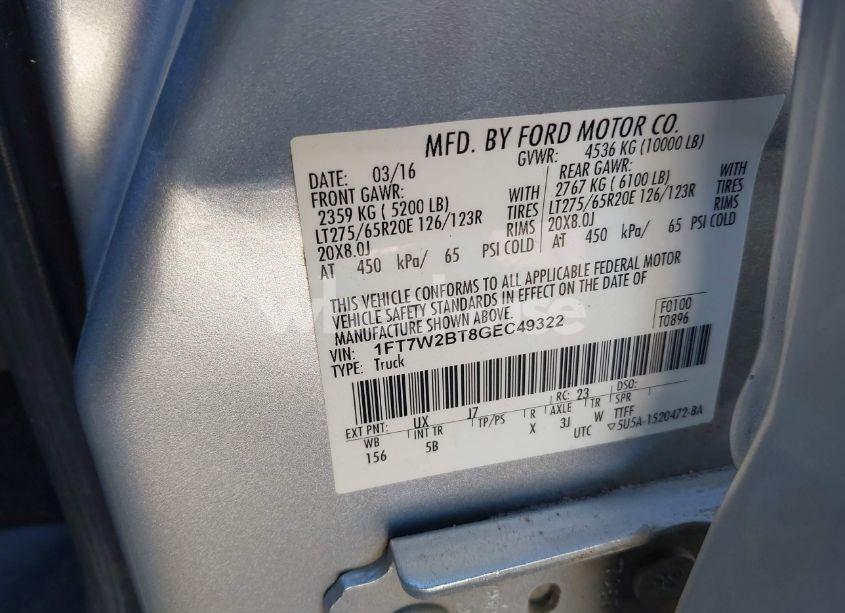 MFD. BY FORD MOTOR CO.
DATE: 03/16 GVWR: 4536 KG (10000 LB)
FRONT GAWR: REAR GAWR:
2359 KG ( 5200 LB) WITH 2767 KG ( 6100 LB) WITH
LT275/65R20E 126/123R TIRES LT275/65R20E 126/123R TIRES
20X8.0J RIMS 20X8.0J RIMS
AT 450 kPa/ 65 PSI COLD AT 450 kPa/ 65 PSI COLD
THIS VEHICLE CONFORMS TO ALL APPLICABLE FEDERAL MOTOR
VEHICLE SAFETY STANDARDS IN EFFECT ON THE DATE OF
MANUFACTURE SHOWN ABOVE.
VIN: 1FT7W2BT8GEC49322 F0100
TYPE: Truck T0896
EXT PNT: UX J7 RC: 23 DSO:
WB INT TR TP/PS R AXLE TR SPR
156 5B X 3J W TTFF
UTC ▽5U5A-1520472-BA